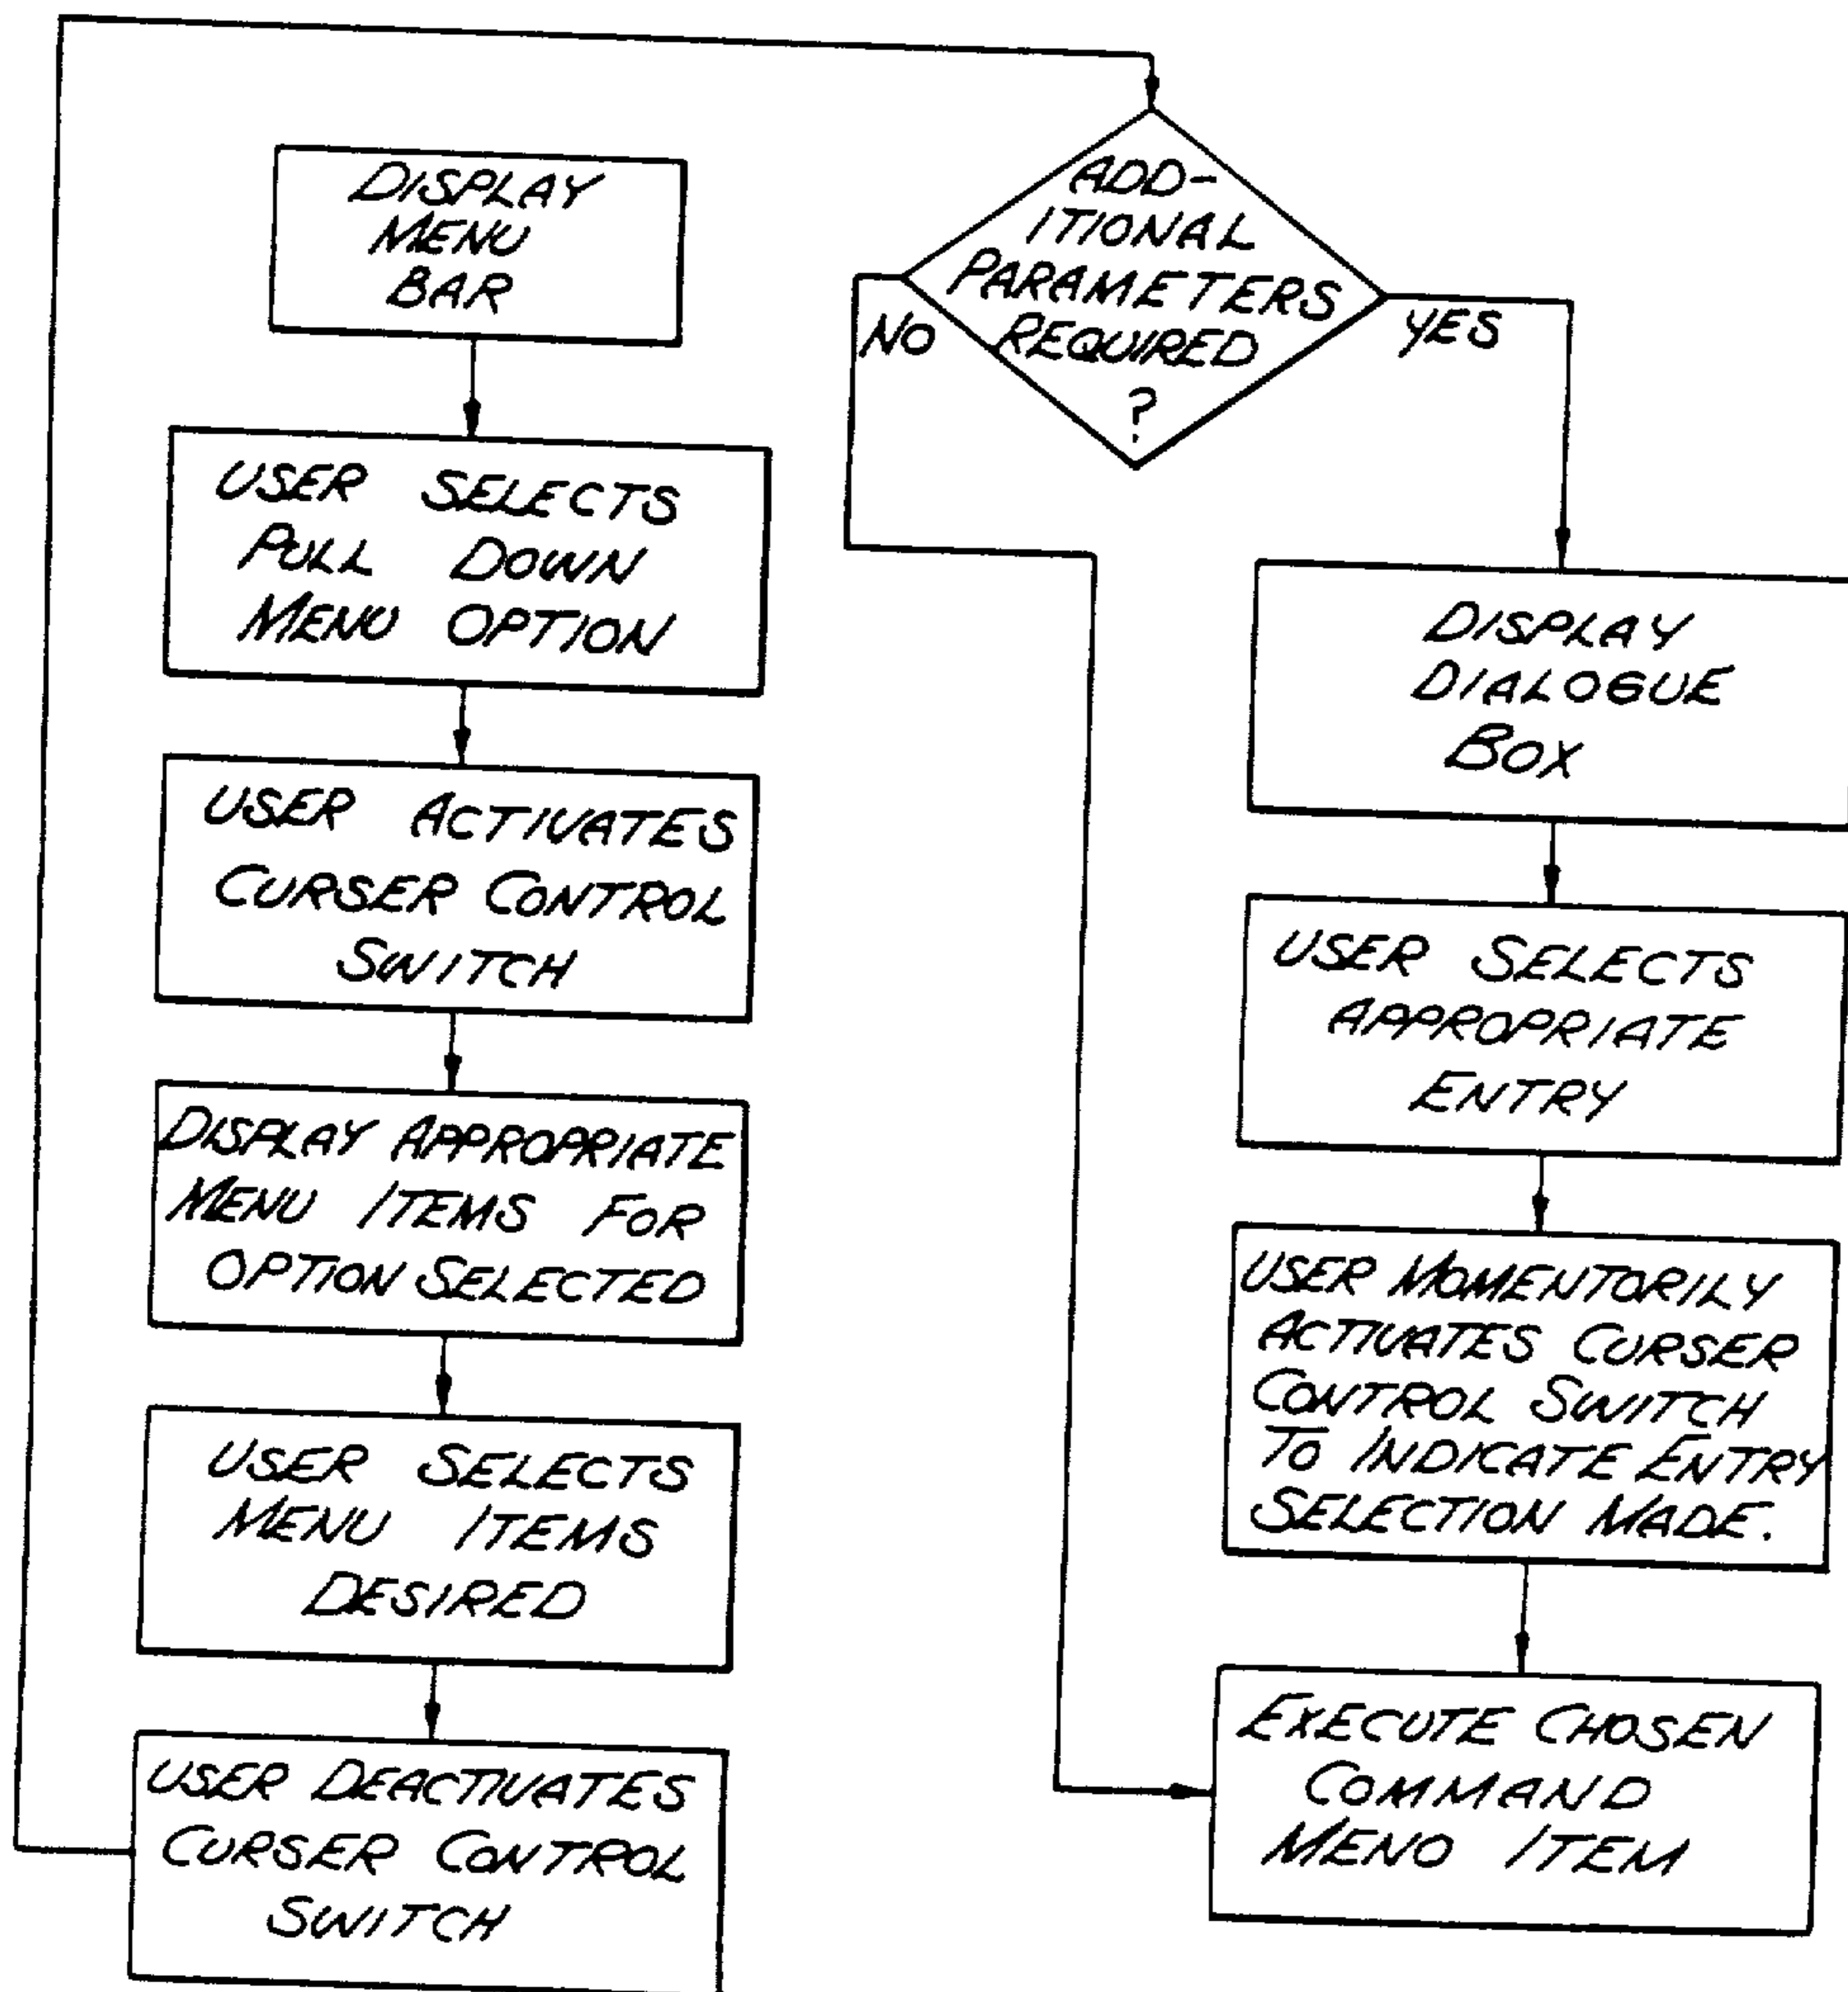 DISPLAY
MENU
BAR
USER SELECTS
PULL DOWN
MENU OPTION
USER ACTIVATES
CURSER CONTROL
SWITCH
DISPLAY APPROPRIATE
MENU ITEMS FOR
OPTION SELECTED
USER SELECTS
MENU ITEMS
DESIRED
USER DEACTIVATES
CURSER CONTROL
SWITCH
ADD-
ITIONAL
PARAMETERS
REQUIRED
?
NO
YES
DISPLAY
DIALOGUE
BOX
USER SELECTS
APPROPRIATE
ENTRY
USER MOMENTORILY
ACTIVATES CURSER
CONTROL SWITCH
TO INDICATE ENTRY
SELECTION MADE.
EXECUTE CHOSEN
COMMAND
MENO ITEM